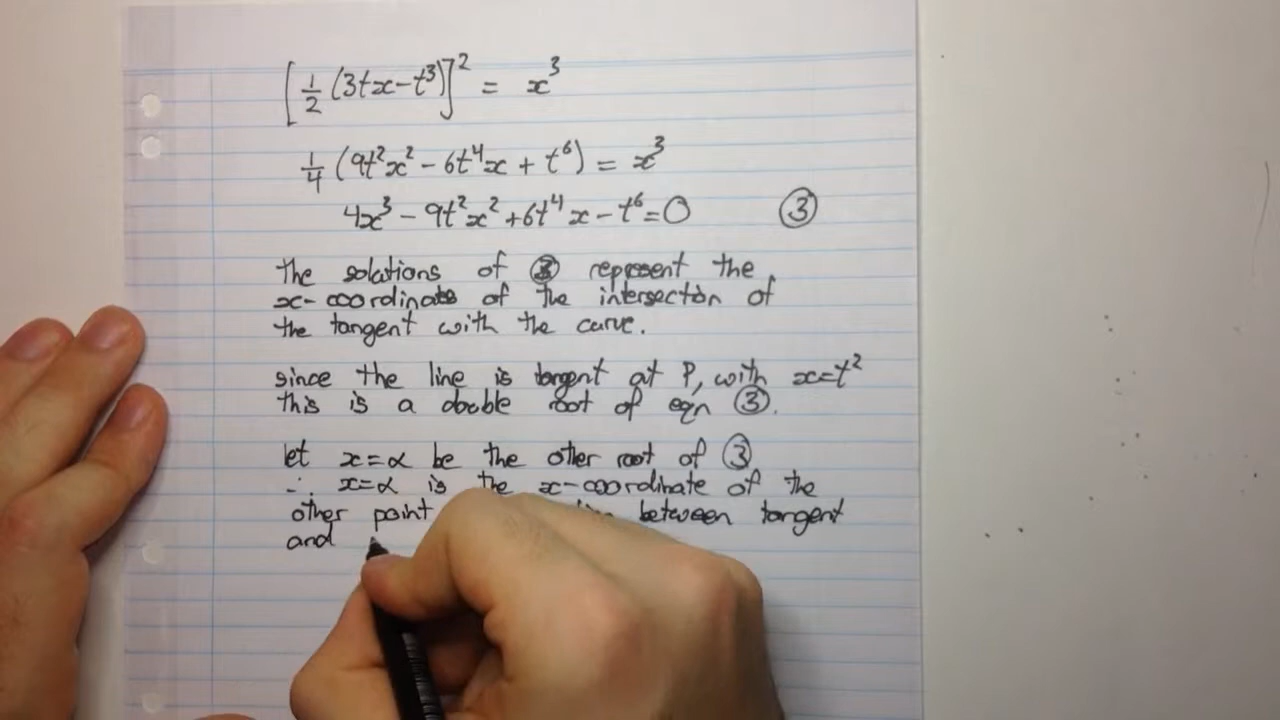 [½(3tx-t³)]² = x³
¼(9t²x² - 6t⁴x + t⁶) = x³
4x³ - 9t²x² + 6t⁴x - t⁶ = 0 ③
the solutions of ③ represent the
x-coordinates of the intersection of
the tangent with the curve.
since the line is tangent at P, with x=t²
this is a double root of eqn ③.
let x=α be the other root of ③
∴ x=α is the x-coordinate of the
other point between tangent
and